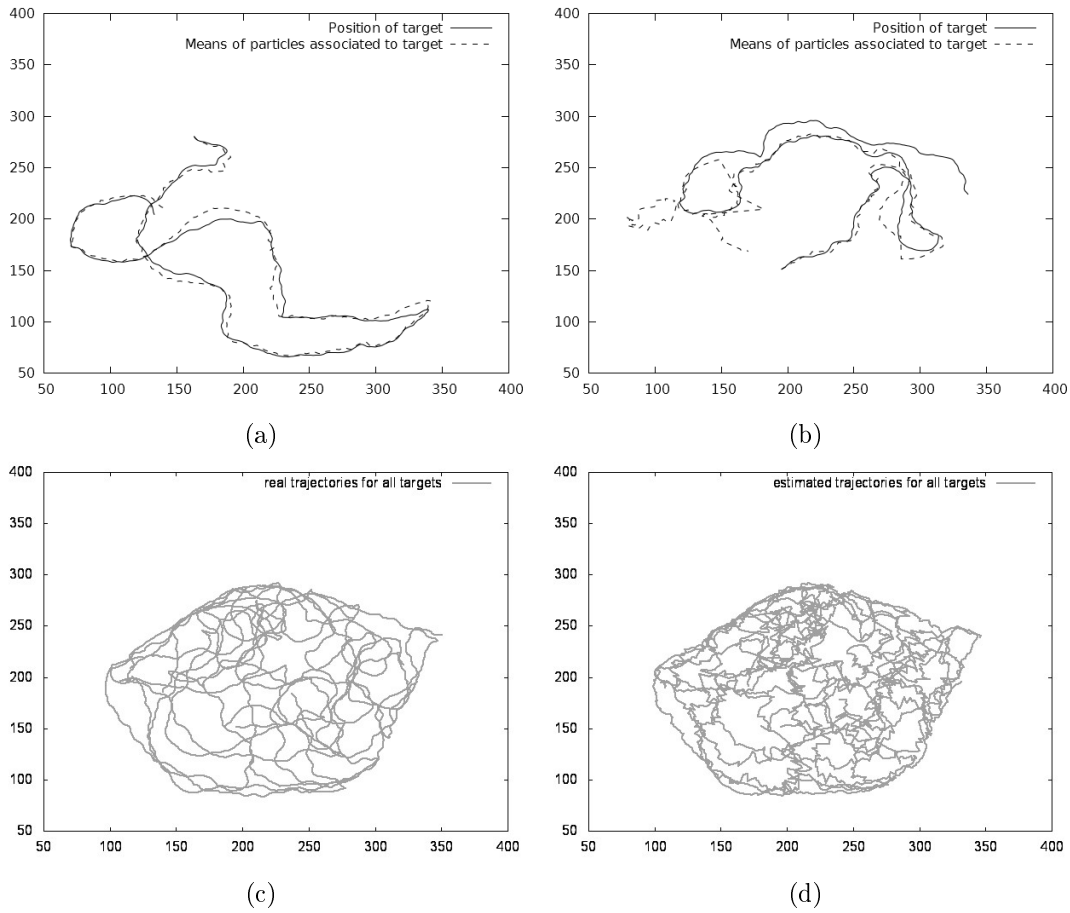 400
350
300
250
200
150
100
50
50 100 150 200 250 300 350 400
Position of target
Means of particles associated to target
(a)
400
350
300
250
200
150
100
50
50 100 150 200 250 300 350 400
Position of target
Means of particles associated to target
(b)
400
350
300
250
200
150
100
50
50 100 150 200 250 300 350 400
real trajectories for all targets
(c)
400
350
300
250
200
150
100
50
50 100 150 200 250 300 350 400
estimated trajectories for all targets
(d)